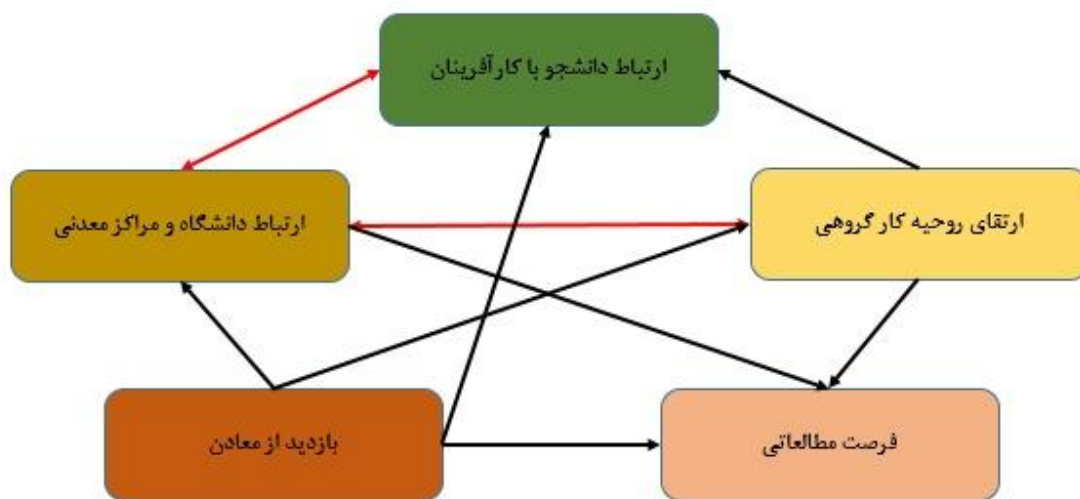 ارتباط دانشجو با کارآفرینان
ارتقای روحیه کار گروهی
ارتباط دانشگاه و مراکز معدنی
فرصت مطالعاتی
بازدید از معادن